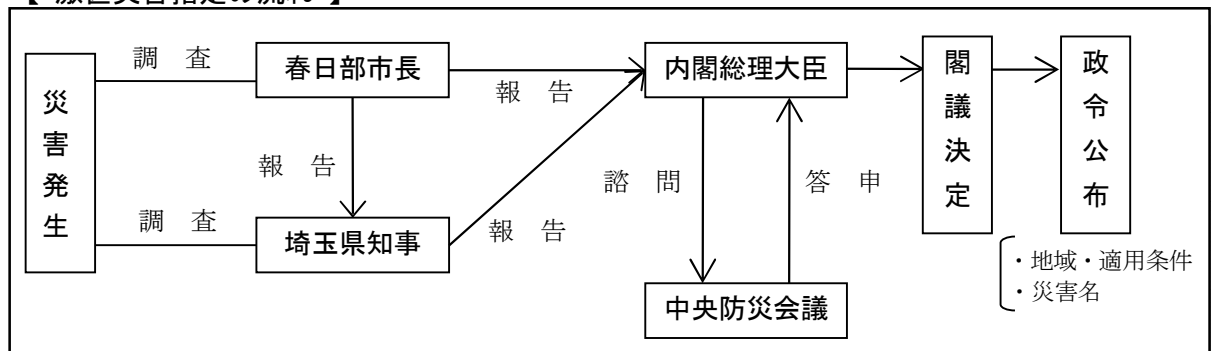 【 激甚災害指定の流れ 】
災害発生
調 査
調 査
春日部市長
報 告
埼玉県知事
報 告
報 告
内閣総理大臣
諮 問
答 申
中央防災会議
閣議決定
政令公布
・地域・適用条件
・災害名